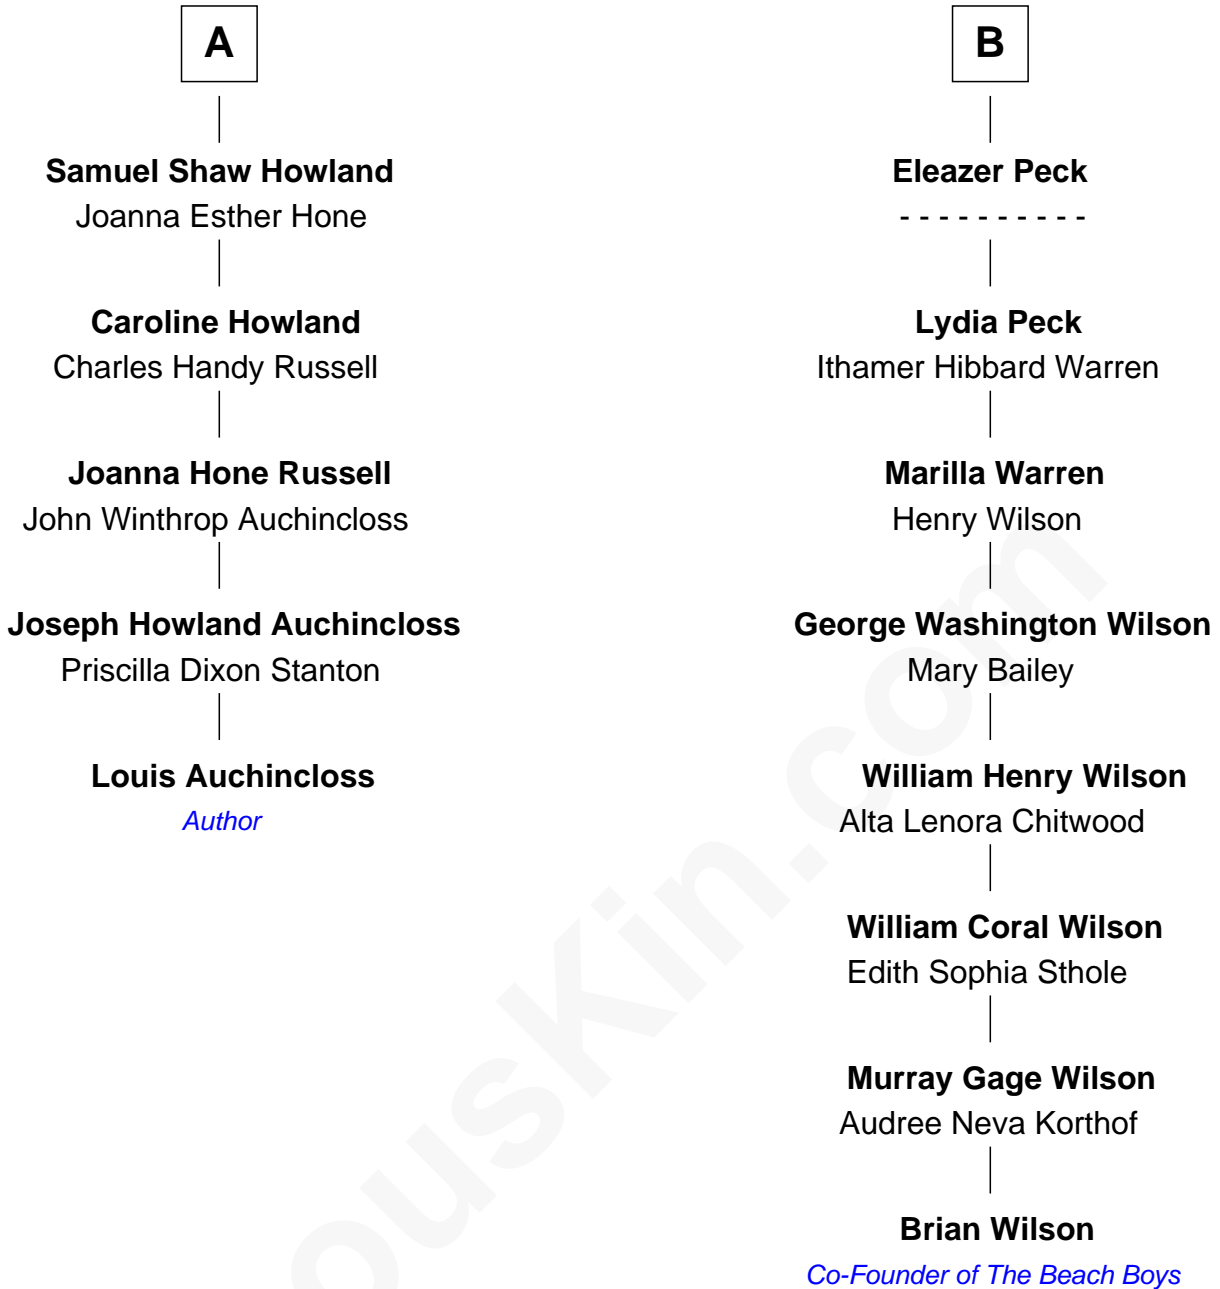 A
Samuel Shaw Howland
Joanna Esther Hone
Caroline Howland
Charles Handy Russell
Joanna Hone Russell
John Winthrop Auchincloss
Joseph Howland Auchincloss
Priscilla Dixon Stanton
Louis Auchincloss
Author
B
Eleazer Peck
- - - - - - - - - -
Lydia Peck
Ithamer Hibbard Warren
Marilla Warren
Henry Wilson
George Washington Wilson
Mary Bailey
William Henry Wilson
Alta Lenora Chitwood
William Coral Wilson
Edith Sophia Sthole
Murray Gage Wilson
Audree Neva Korthof
Brian Wilson
Co-Founder of The Beach Boys
ousKin.com